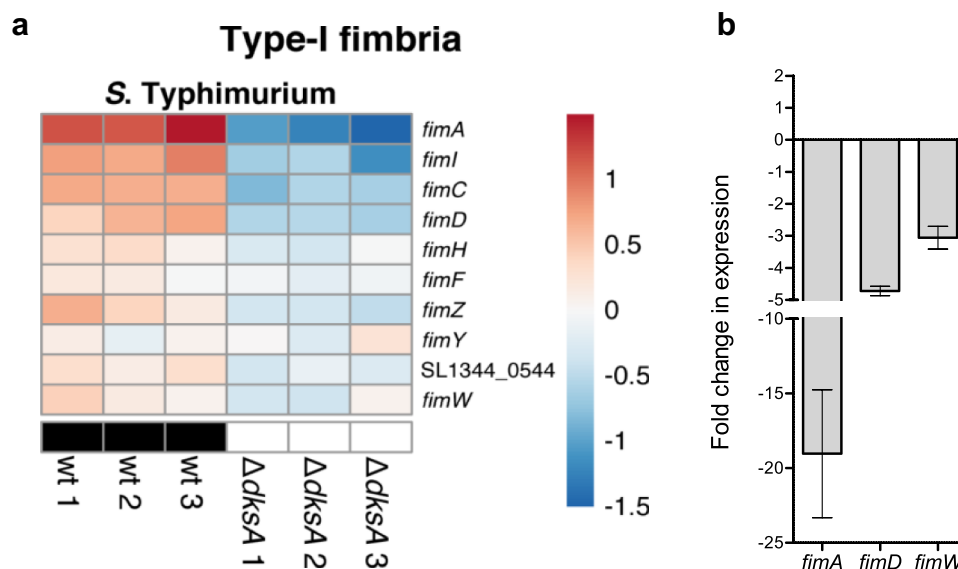 a
Type-I fimbria
S. Typhimurium
fimA
fimI
fimC
fimD
fimH
fimF
fimZ
fimY
SL1344_0544
fimW
wt 1
wt 2
wt 3
ΔdksA 1
ΔdksA 2
ΔdksA 3
1
0.5
0
-0.5
-1
-1.5
b
Fold change in expression
2
1
0
-1
-2
-3
-4
-5
-10
-15
-20
-25
fimA
fimD
fimW